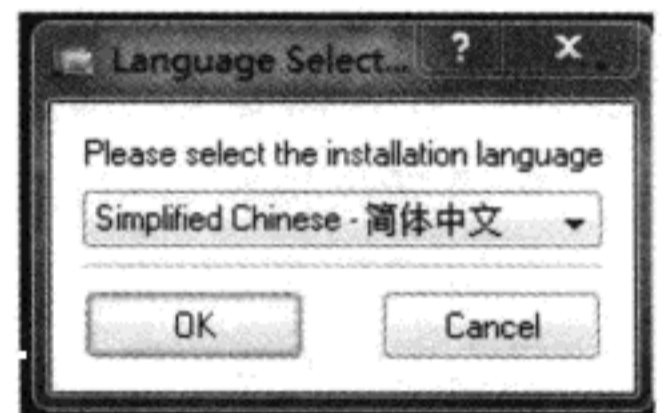 Language Select...
Please select the installation language
Simplified Chinese - 简体中文
OK
Cancel